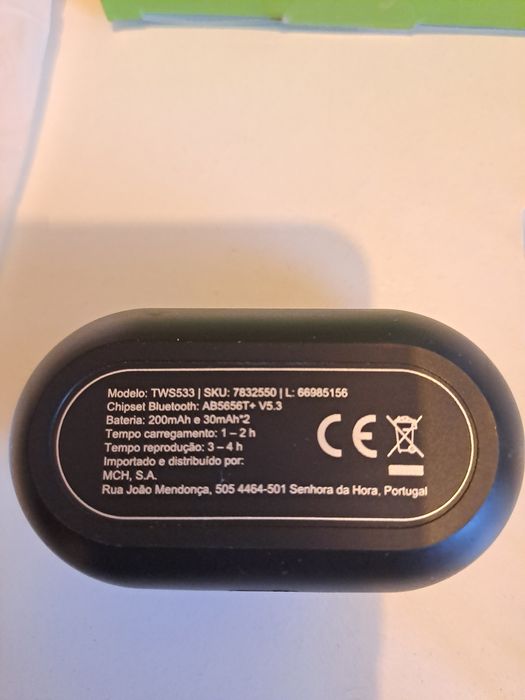 Modelo: TWS533 | SKU: 7832550 | L: 66985156
Chipset Bluetooth: AB5656T+ V5.3
Bateria: 200mAh e 30mAh*2
Tempo carregamento: 1 – 2 h
Tempo reprodução: 3 – 4 h
Importado e distribuído por:
MCH, S.A.
Rua João Mendonça, 505 4464-501 Senhora da Hora, Portugal
CE